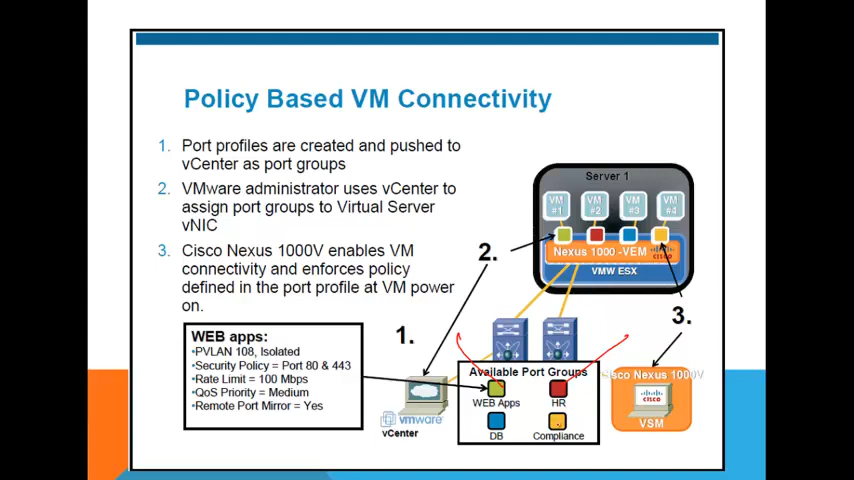 Policy Based VM Connectivity
1. Port profiles are created and pushed to
vCenter as port groups
2. VMware administrator uses vCenter to
assign port groups to Virtual Server
vNIC
3. Cisco Nexus 1000V enables VM
connectivity and enforces policy
defined in the port profile at VM power
on.
Server 1
VM VM VM VM
#1 #2 #3 #4
Nexus 1000 -VEM
CISCO
VMW ESX
2.
3.
1.
WEB apps:
•PVLAN 108, Isolated
•Security Policy = Port 80 & 443
•Rate Limit = 100 Mbps
•QoS Priority = Medium
•Remote Port Mirror = Yes
vmware
vCenter
Available Port Groups
WEB Apps HR
DB Compliance
Cisco Nexus 1000V
CISCO
VSM